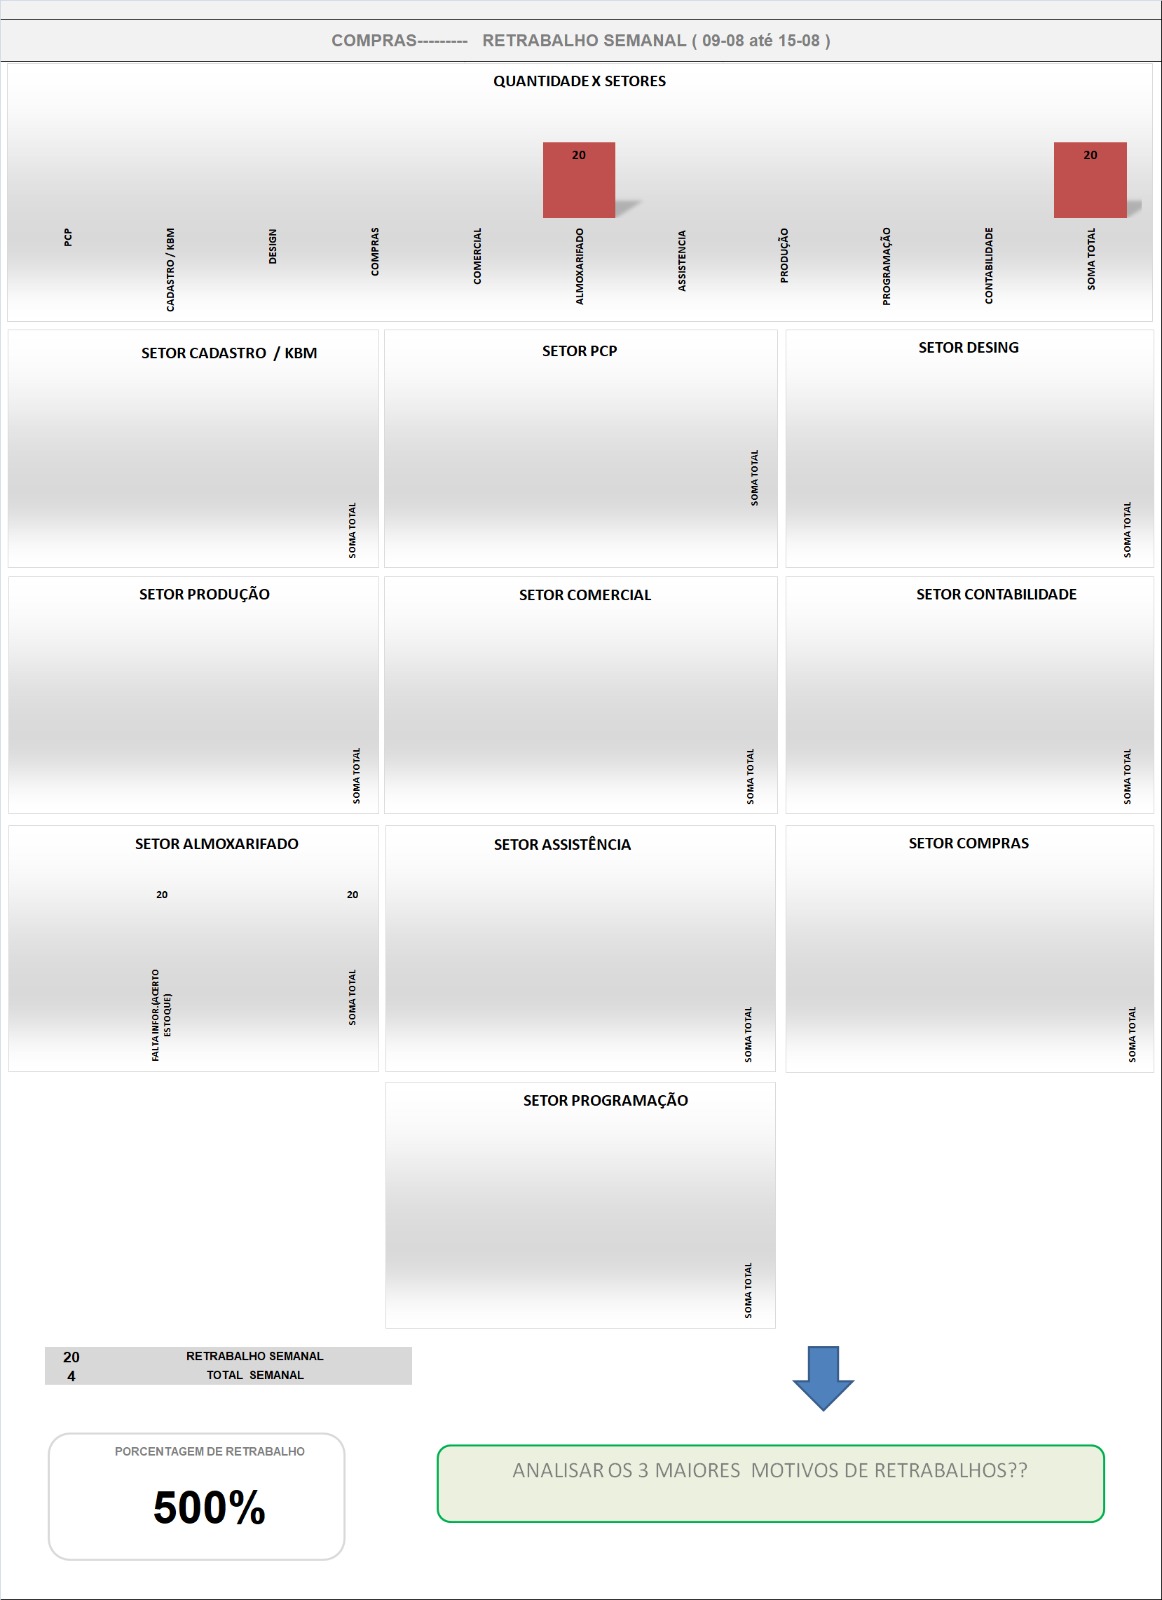 COMPRAS--------- RETRABALHO SEMANAL ( 09-08 até 15-08 )
QUANTIDADE X SETORES
20
20
PCP
CADASTRO / KBM
DESIGN
COMPRAS
COMERCIAL
ALMOXARIFADO
ASSISTENCIA
PRODUÇÃO
PROGRAMAÇÃO
CONTABILIDADE
SOMA TOTAL
SETOR CADASTRO / KBM
SOMA TOTAL
SETOR PCP
SOMA TOTAL
SETOR DESING
SOMA TOTAL
SETOR PRODUÇÃO
SOMA TOTAL
SETOR COMERCIAL
SOMA TOTAL
SETOR CONTABILIDADE
SOMA TOTAL
SETOR ALMOXARIFADO
20
20
FALTA INFOR.(ACERTO
ESTOQUE)
SOMA TOTAL
SETOR ASSISTÊNCIA
SOMA TOTAL
SETOR COMPRAS
SOMA TOTAL
SETOR PROGRAMAÇÃO
SOMA TOTAL
20 RETRABALHO SEMANAL
4 TOTAL SEMANAL
PORCENTAGEM DE RETRABALHO
500%
ANALISAR OS 3 MAIORES MOTIVOS DE RETRABALHOS??